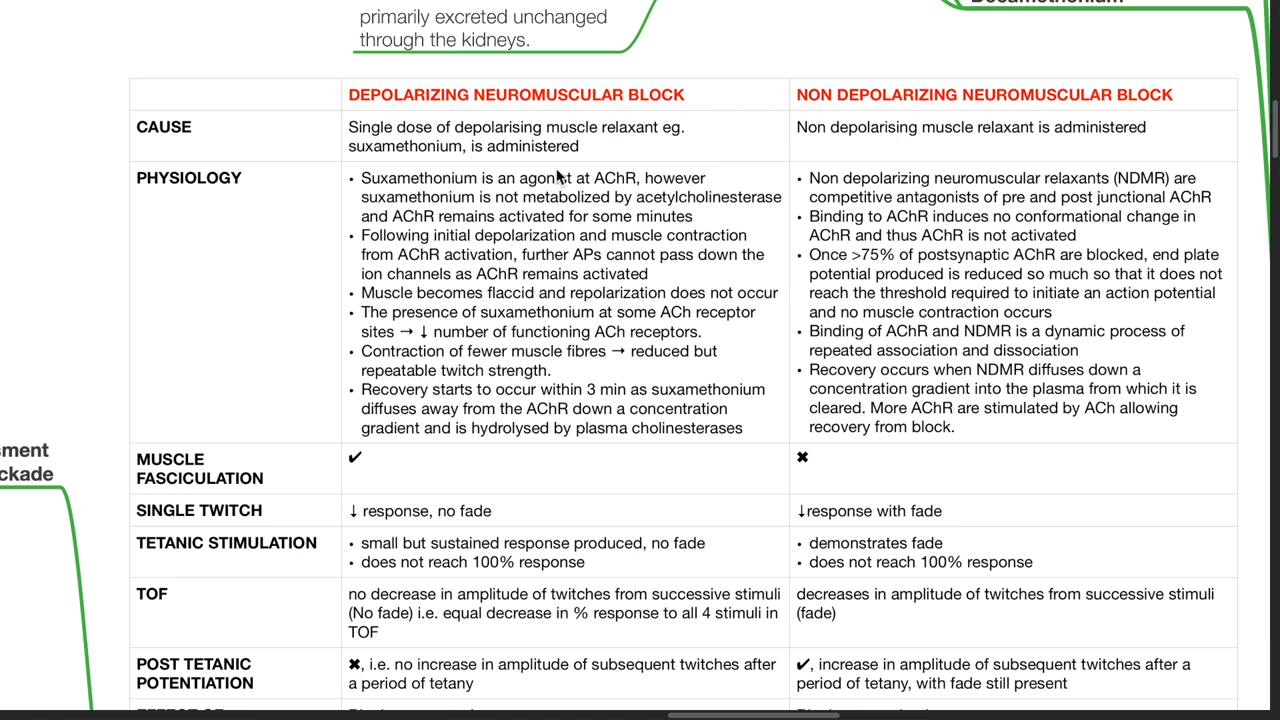 primarily excreted unchanged
through the kidneys.
DEPOLARIZING NEUROMUSCULAR BLOCK
NON DEPOLARIZING NEUROMUSCULAR BLOCK
CAUSE
Single dose of depolarising muscle relaxant eg.
suxamethonium, is administered
Non depolarising muscle relaxant is administered
PHYSIOLOGY
• Suxamethonium is an agonist at AChR, however
suxamethonium is not metabolized by acetylcholinesterase
and AChR remains activated for some minutes
• Following initial depolarization and muscle contraction
from AChR activation, further APs cannot pass down the
ion channels as AChR remains activated
• Muscle becomes flaccid and repolarization does not occur
• The presence of suxamethonium at some ACh receptor
sites → ↓ number of functioning ACh receptors.
• Contraction of fewer muscle fibres → reduced but
repeatable twitch strength.
• Recovery starts to occur within 3 min as suxamethonium
diffuses away from the AChR down a concentration
gradient and is hydrolysed by plasma cholinesterases
• Non depolarizing neuromuscular relaxants (NDMR) are
competitive antagonists of pre and post junctional AChR
• Binding to AChR induces no conformational change in
AChR and thus AChR is not activated
• Once >75% of postsynaptic AChR are blocked, end plate
potential produced is reduced so much so that it does not
reach the threshold required to initiate an action potential
and no muscle contraction occurs
• Binding of AChR and NDMR is a dynamic process of
repeated association and dissociation
• Recovery occurs when NDMR diffuses down a
concentration gradient into the plasma from which it is
cleared. More AChR are stimulated by ACh allowing
recovery from block.
sment
ckade
MUSCLE
FASCICULATION
✔
✖
SINGLE TWITCH
↓ response, no fade
↓response with fade
TETANIC STIMULATION
• small but sustained response produced, no fade
• does not reach 100% response
• demonstrates fade
• does not reach 100% response
TOF
no decrease in amplitude of twitches from successive stimuli
(No fade) i.e. equal decrease in % response to all 4 stimuli in
TOF
decreases in amplitude of twitches from successive stimuli
(fade)
POST TETANIC
POTENTIATION
✖, i.e. no increase in amplitude of subsequent twitches after
a period of tetany
✔, increase in amplitude of subsequent twitches after a
period of tetany, with fade still present